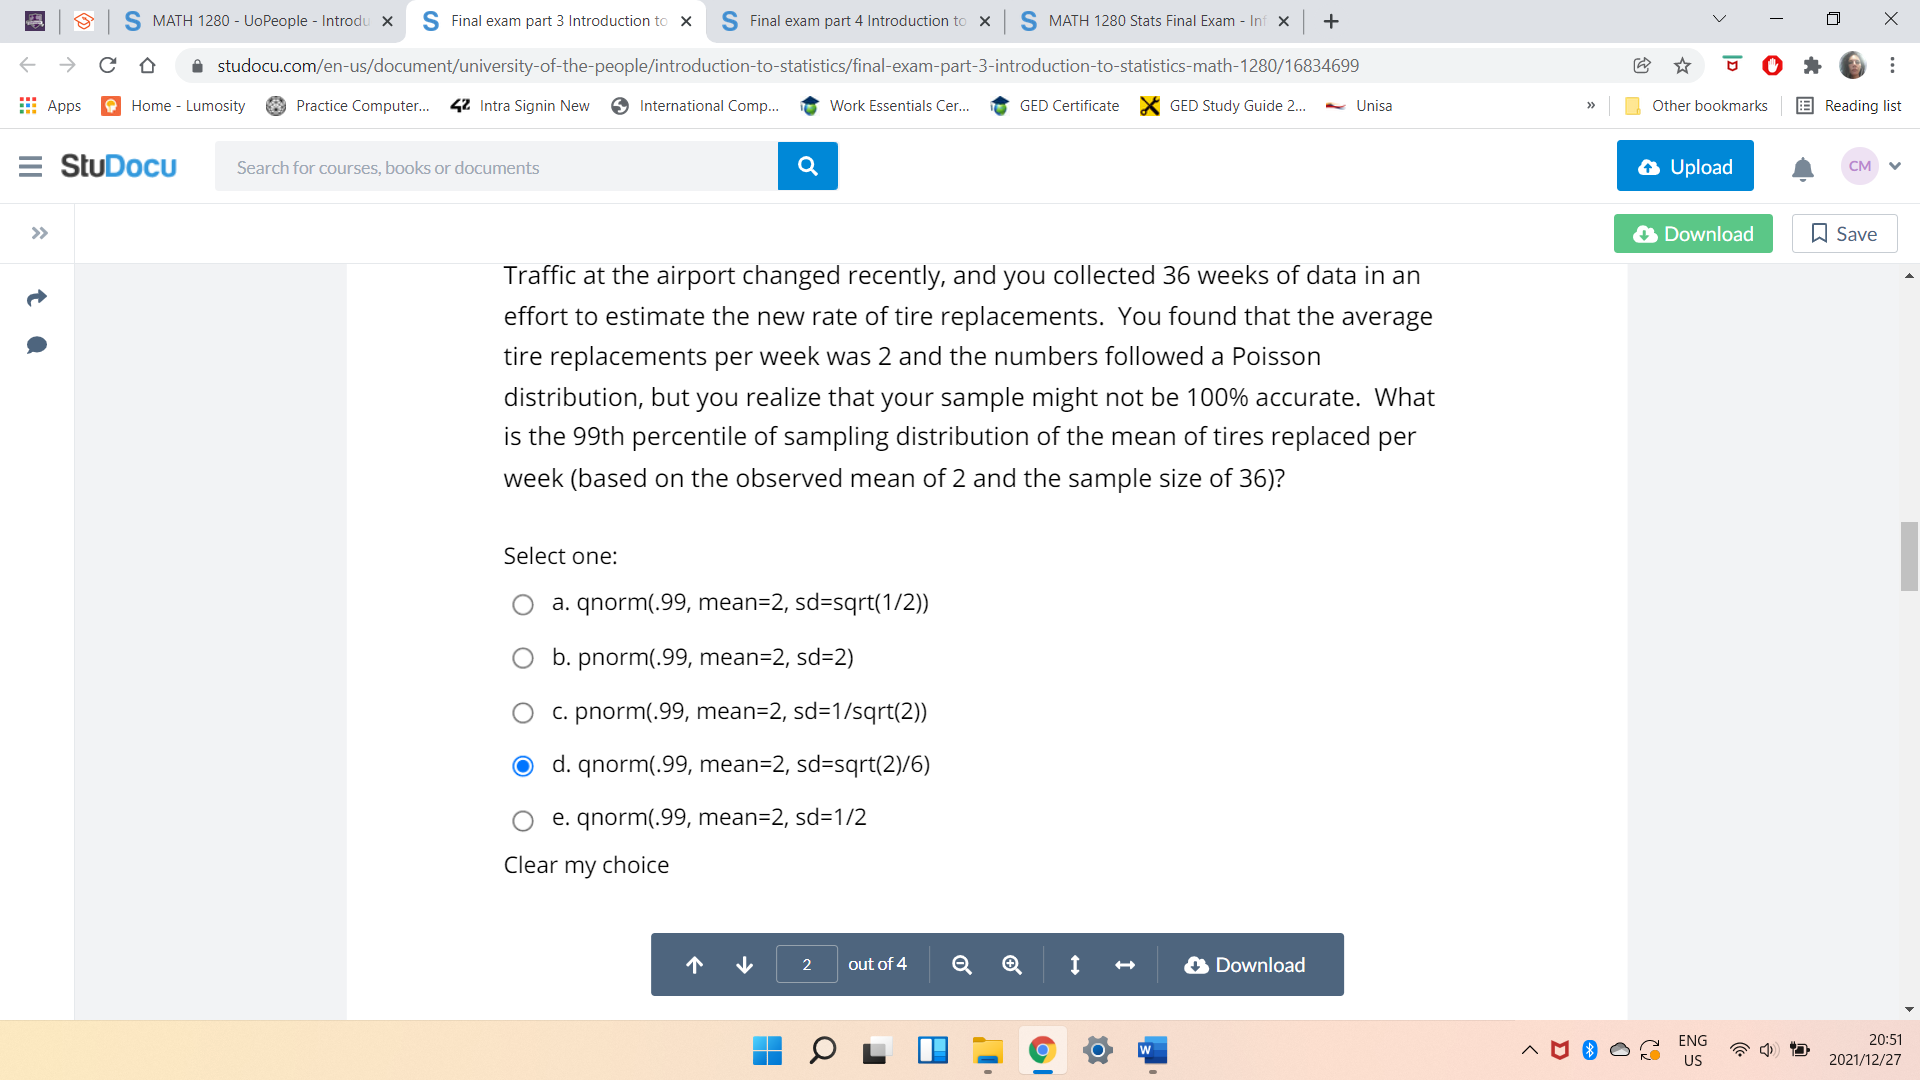 MATH 1280 - UoPeople - Introdu
Final exam part 3 Introduction to
Final exam part 4 Introduction to
MATH 1280 Stats Final Exam - Int
studocu.com/en-us/document/university-of-the-people/introduction-to-statistics/final-exam-part-3-introduction-to-statistics-math-1280/16834699
Apps
Home - Lumosity
Practice Computer...
Intra Signin New
International Comp...
Work Essentials Cer...
GED Certificate
GED Study Guide 2...
Unisa
»
Other bookmarks
Reading list
StuDocu
Search for courses, books or documents
Upload
CM
Download
Save
Traffic at the airport changed recently, and you collected 36 weeks of data in an
effort to estimate the new rate of tire replacements. You found that the average
tire replacements per week was 2 and the numbers followed a Poisson
distribution, but you realize that your sample might not be 100% accurate. What
is the 99th percentile of sampling distribution of the mean of tires replaced per
week (based on the observed mean of 2 and the sample size of 36)?
Select one:
a. qnorm(.99, mean=2, sd=sqrt(1/2))
b. pnorm(.99, mean=2, sd=2)
c. pnorm(.99, mean=2, sd=1/sqrt(2))
d. qnorm(.99, mean=2, sd=sqrt(2)/6)
e. qnorm(.99, mean=2, sd=1/2
Clear my choice
2 out of 4
Download
ENG
US
20:51
2021/12/27